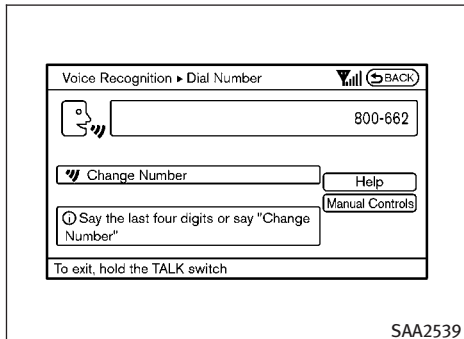 Voice Recognition ▸ Dial Number BACK
800-662
Change Number
Help
Manual Controls
Say the last four digits or say "Change
Number"
To exit, hold the TALK switch
SAA2539